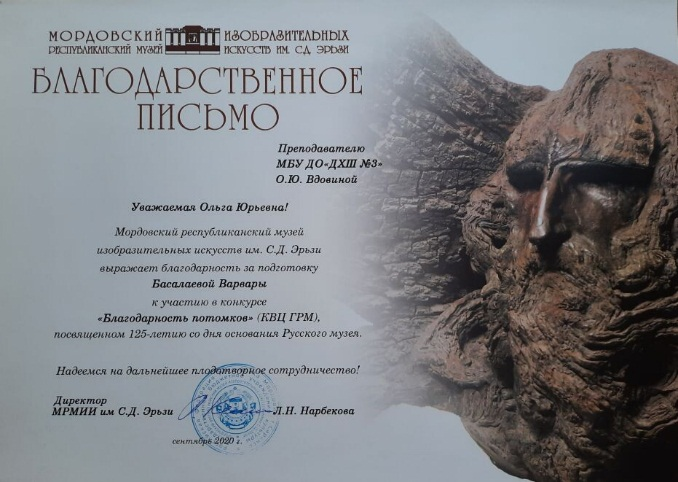 МОРДОВСКИЙ ИЗОБРАЗИТЕЛЬНЫХ
РЕСПУБЛИКАНСКИЙ МУЗЕЙ ИСКУССТВ ИМ. С.Д. ЭРЬЗИ
БЛАГОДАРСТВЕННОЕ
ПИСЬМО
Преподавателю
МБУ ДО«ДХШ №3»
О.Ю. Вдовиной
Уважаемая Ольга Юрьевна!
Мордовский республиканский музей
изобразительных искусств им. С.Д. Эрьзи
выражает благодарность за подготовку
Басалаевой Варвары
к участию в конкурсе
«Благодарность потомков» (КВЦ ГРМ),
посвященном 125-летию со дня основания Русского музея.
Надеемся на дальнейшее плодотворное сотрудничество!
Директор
МРМИИ им С.Д. Эрьзи Л.Н. Нарбекова
сентябрь 2020 г.